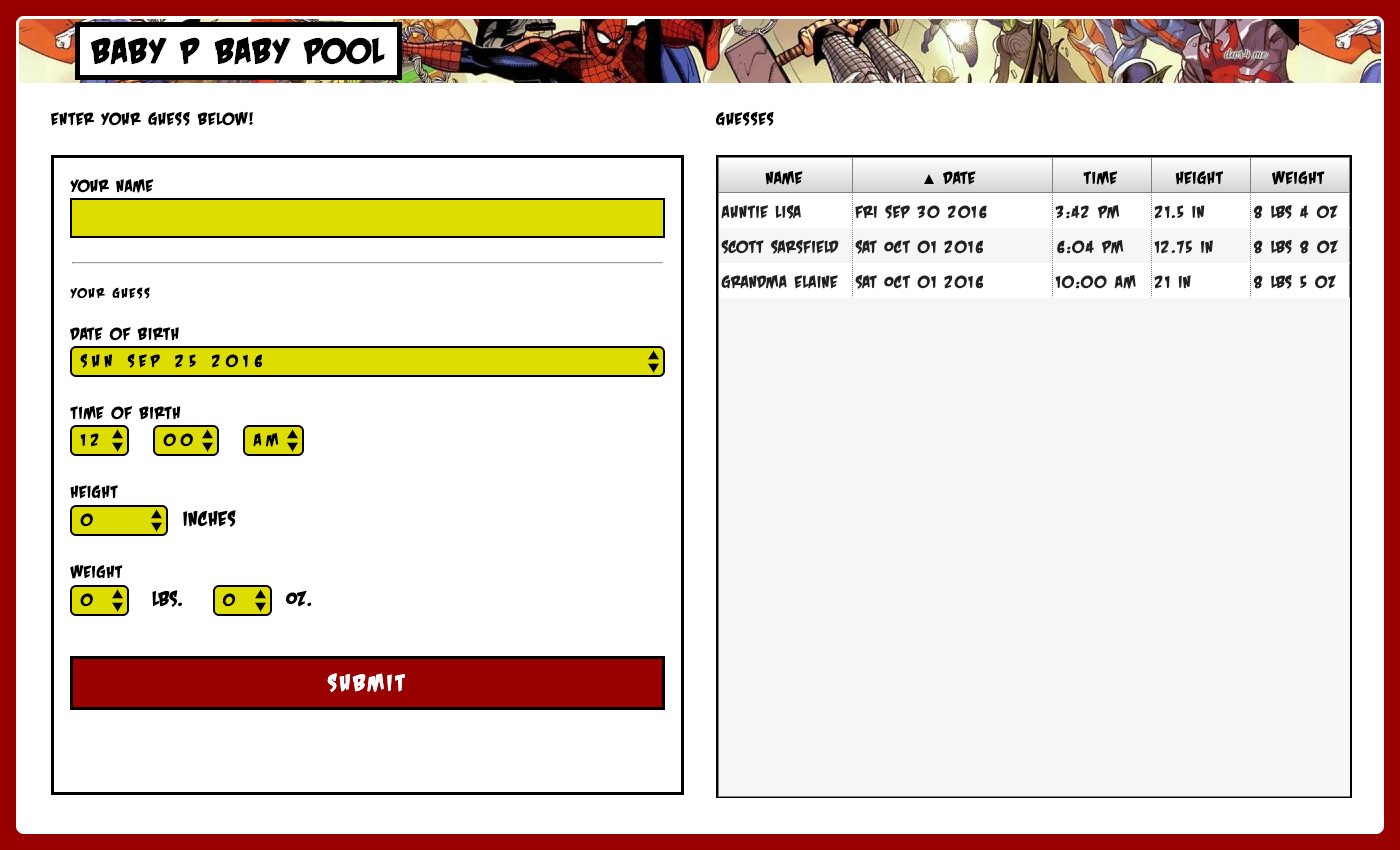 BABY P BABY POOL
ENTER YOUR GUESS BELOW!
YOUR NAME
YOUR GUESS
DATE OF BIRTH
SUN SEP 25 2016
TIME OF BIRTH
12 00 AM
HEIGHT
0 INCHES
WEIGHT
0 LBS. 0 OZ.
SUBMIT
GUESSES
NAME ▲ DATE TIME HEIGHT WEIGHT
AUNTIE LISA FRI SEP 30 2016 3:42 PM 21.5 IN 8 LBS 4 OZ
SCOTT SARSFIELD SAT OCT 01 2016 6:04 PM 12.75 IN 8 LBS 8 OZ
GRANDMA ELAINE SAT OCT 01 2016 10:00 AM 21 IN 8 LBS 5 OZ